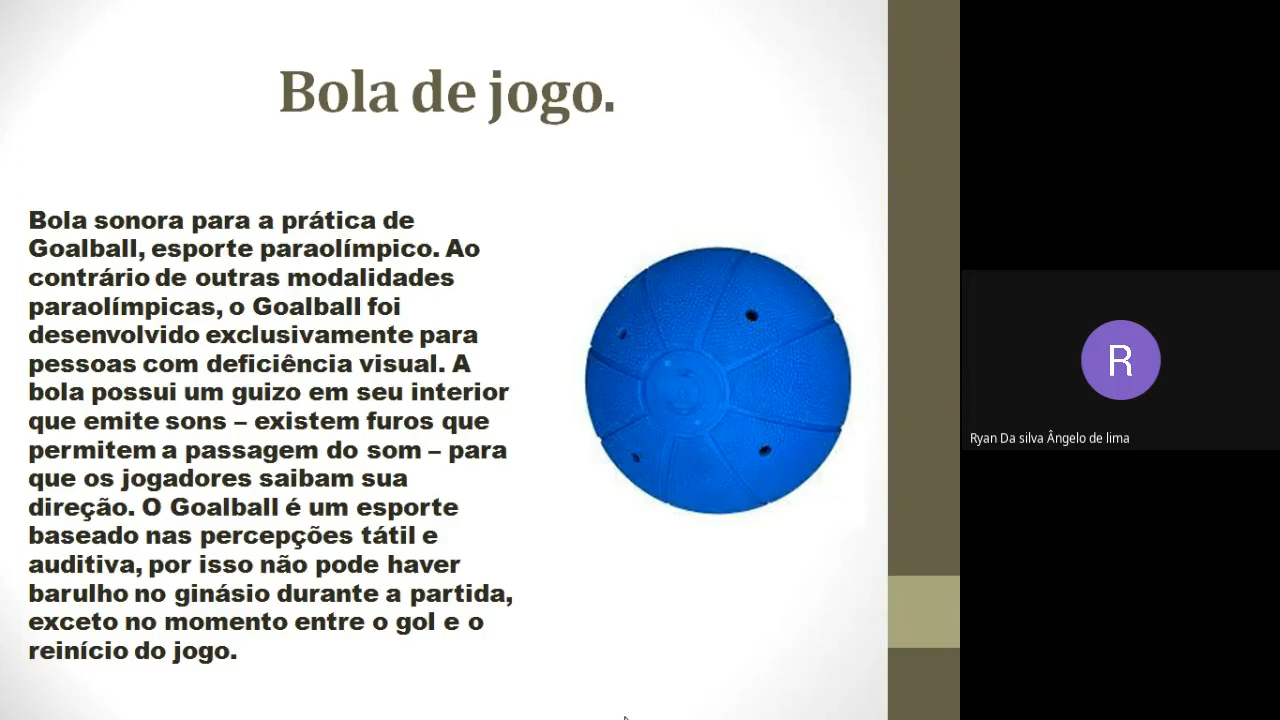 Bola de jogo.
Bola sonora para a prática de
Goalball, esporte paraolímpico. Ao
contrário de outras modalidades
paraolímpicas, o Goalball foi
desenvolvido exclusivamente para
pessoas com deficiência visual. A
bola possui um guizo em seu interior
que emite sons – existem furos que
permitem a passagem do som – para
que os jogadores saibam sua
direção. O Goalball é um esporte
baseado nas percepções tátil e
auditiva, por isso não pode haver
barulho no ginásio durante a partida,
exceto no momento entre o gol e o
reinício do jogo.
R
Ryan Da silva Ângelo de lima